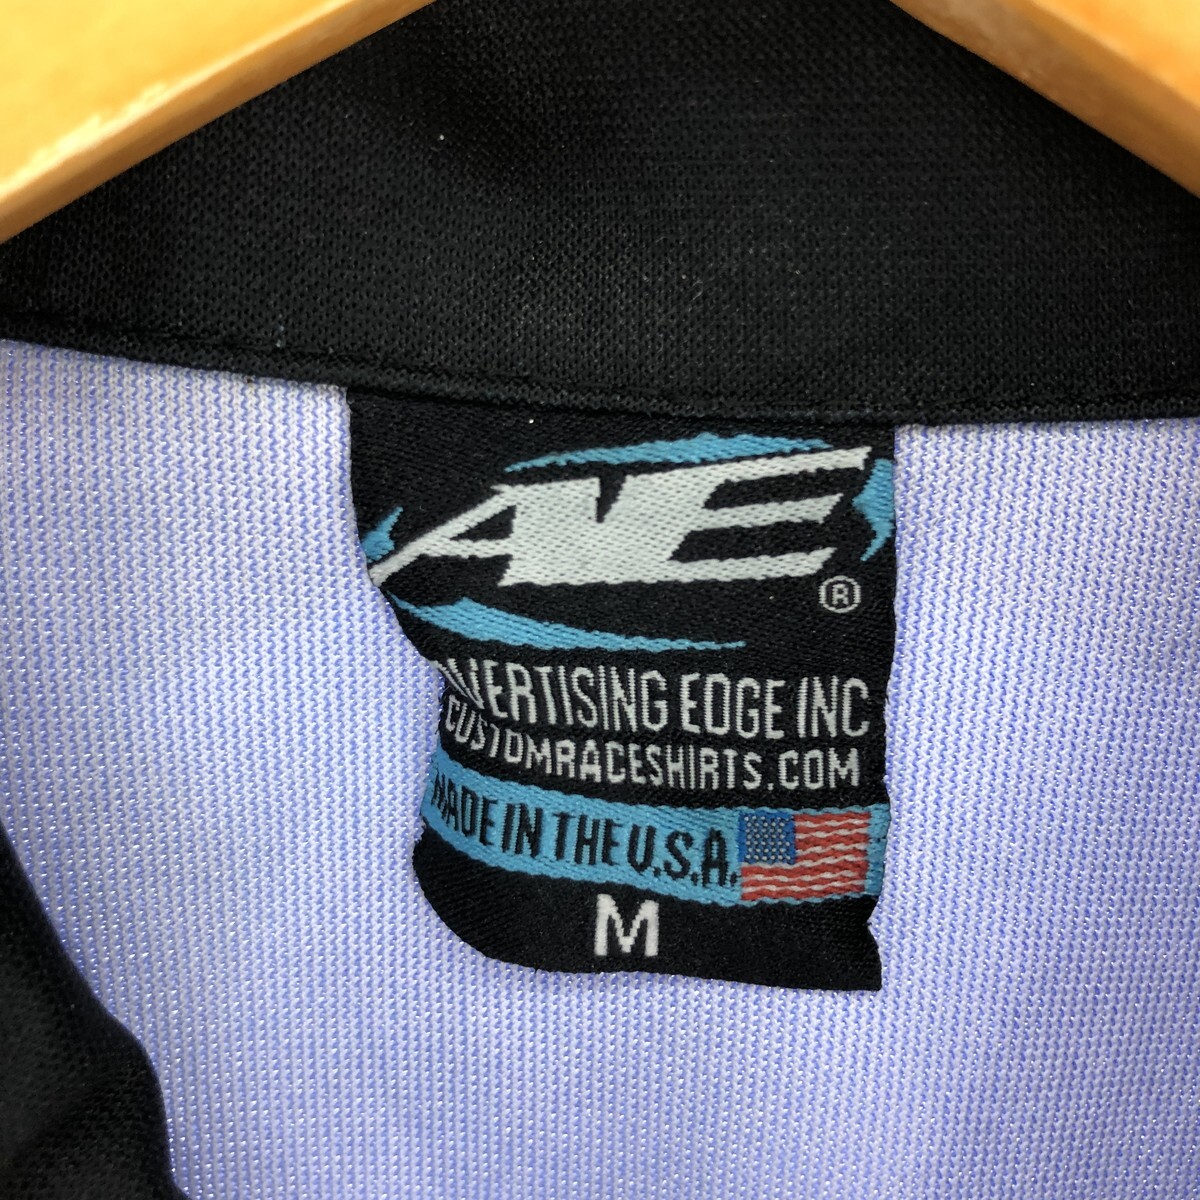 AE®
ADVERTISING EDGE INC
CUSTOMRACESHIRTS.COM
MADE IN THE U.S.A.
M